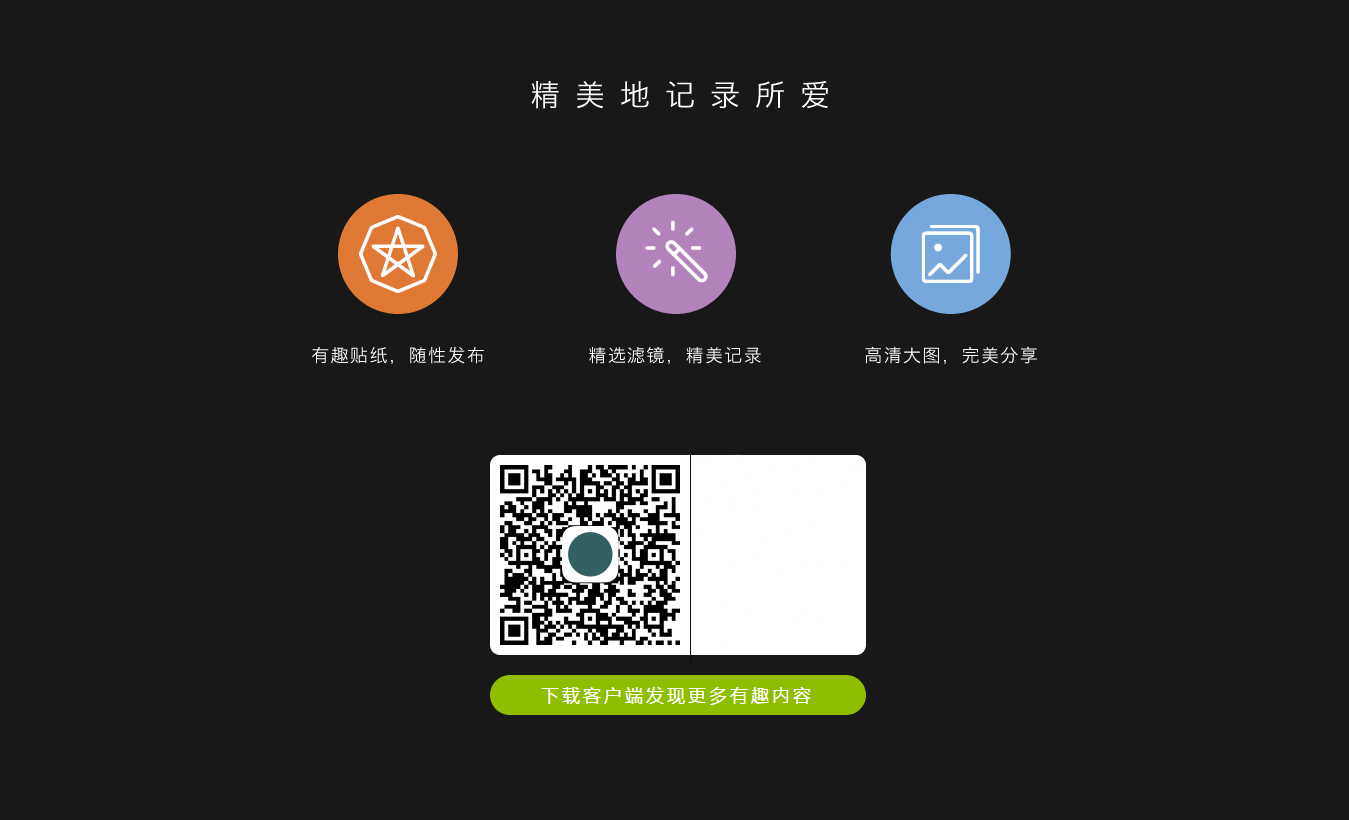 精美地记录所爱
有趣贴纸，随性发布
精选滤镜，精美记录
高清大图，完美分享
下载客户端发现更多有趣内容